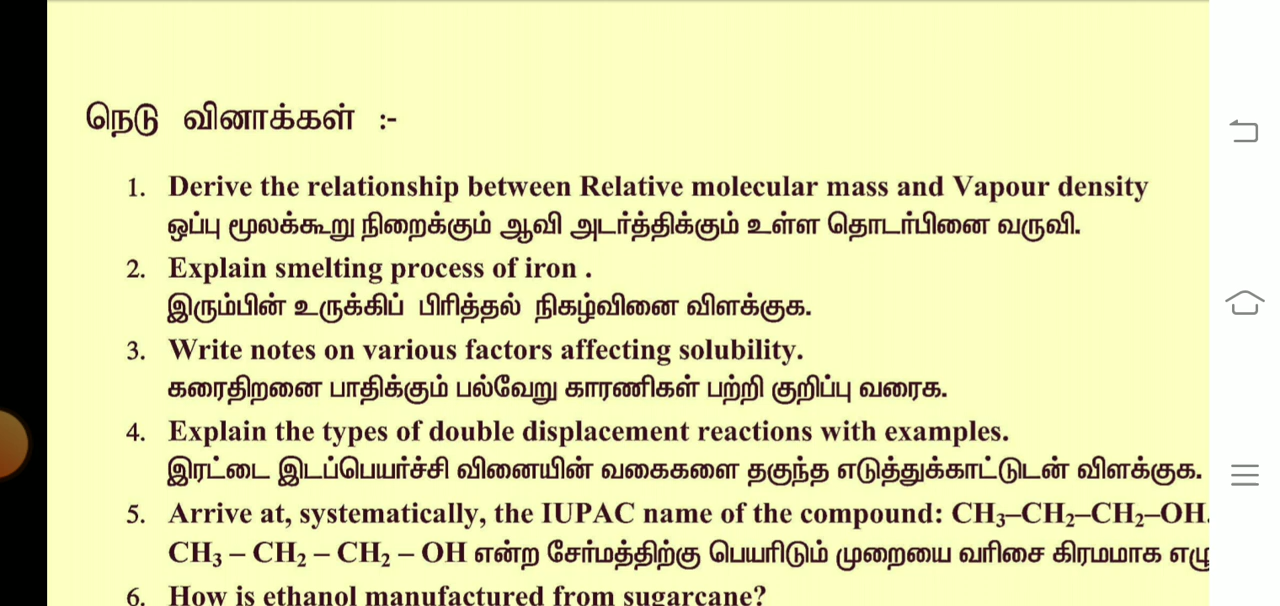 நெடு வினாக்கள் :-
1. Derive the relationship between Relative molecular mass and Vapour density
ஒப்பு மூலக்கூறு நிறைக்கும் ஆவி அடர்த்திக்கும் உள்ள தொடர்பினை வருவி.
2. Explain smelting process of iron .
இரும்பின் உருக்கிப் பிரித்தல் நிகழ்வினை விளக்குக.
3. Write notes on various factors affecting solubility.
கரைதிறனை பாதிக்கும் பல்வேறு காரணிகள் பற்றி குறிப்பு வரைக.
4. Explain the types of double displacement reactions with examples.
இரட்டை இடப்பெயர்ச்சி வினையின் வகைகளை தகுந்த எடுத்துக்காட்டுடன் விளக்குக.
5. Arrive at, systematically, the IUPAC name of the compound: CH₃–CH₂–CH₂–OH.
CH₃ – CH₂ – CH₂ – OH என்ற சேர்மத்திற்கு பெயரிடும் முறையை வரிசை கிரமமாக
6. How is ethanol manufactured from sugarcane?